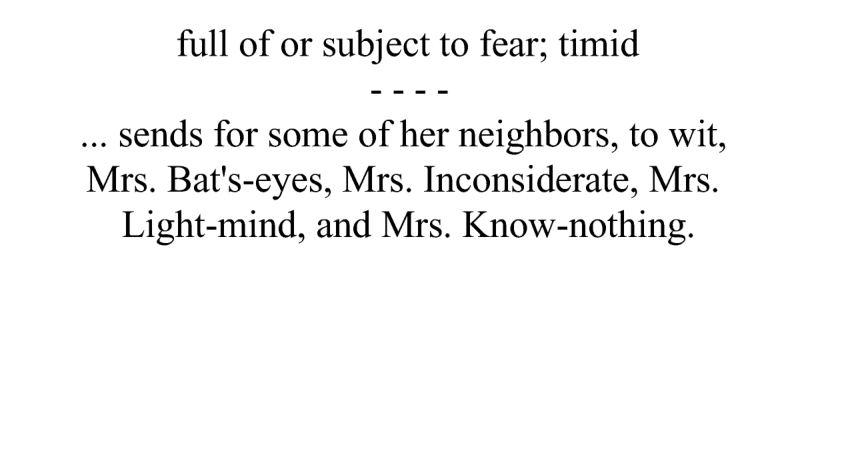 full of or subject to fear; timid
- - - -
... sends for some of her neighbors, to wit,
Mrs. Bat's-eyes, Mrs. Inconsiderate, Mrs.
Light-mind, and Mrs. Know-nothing.